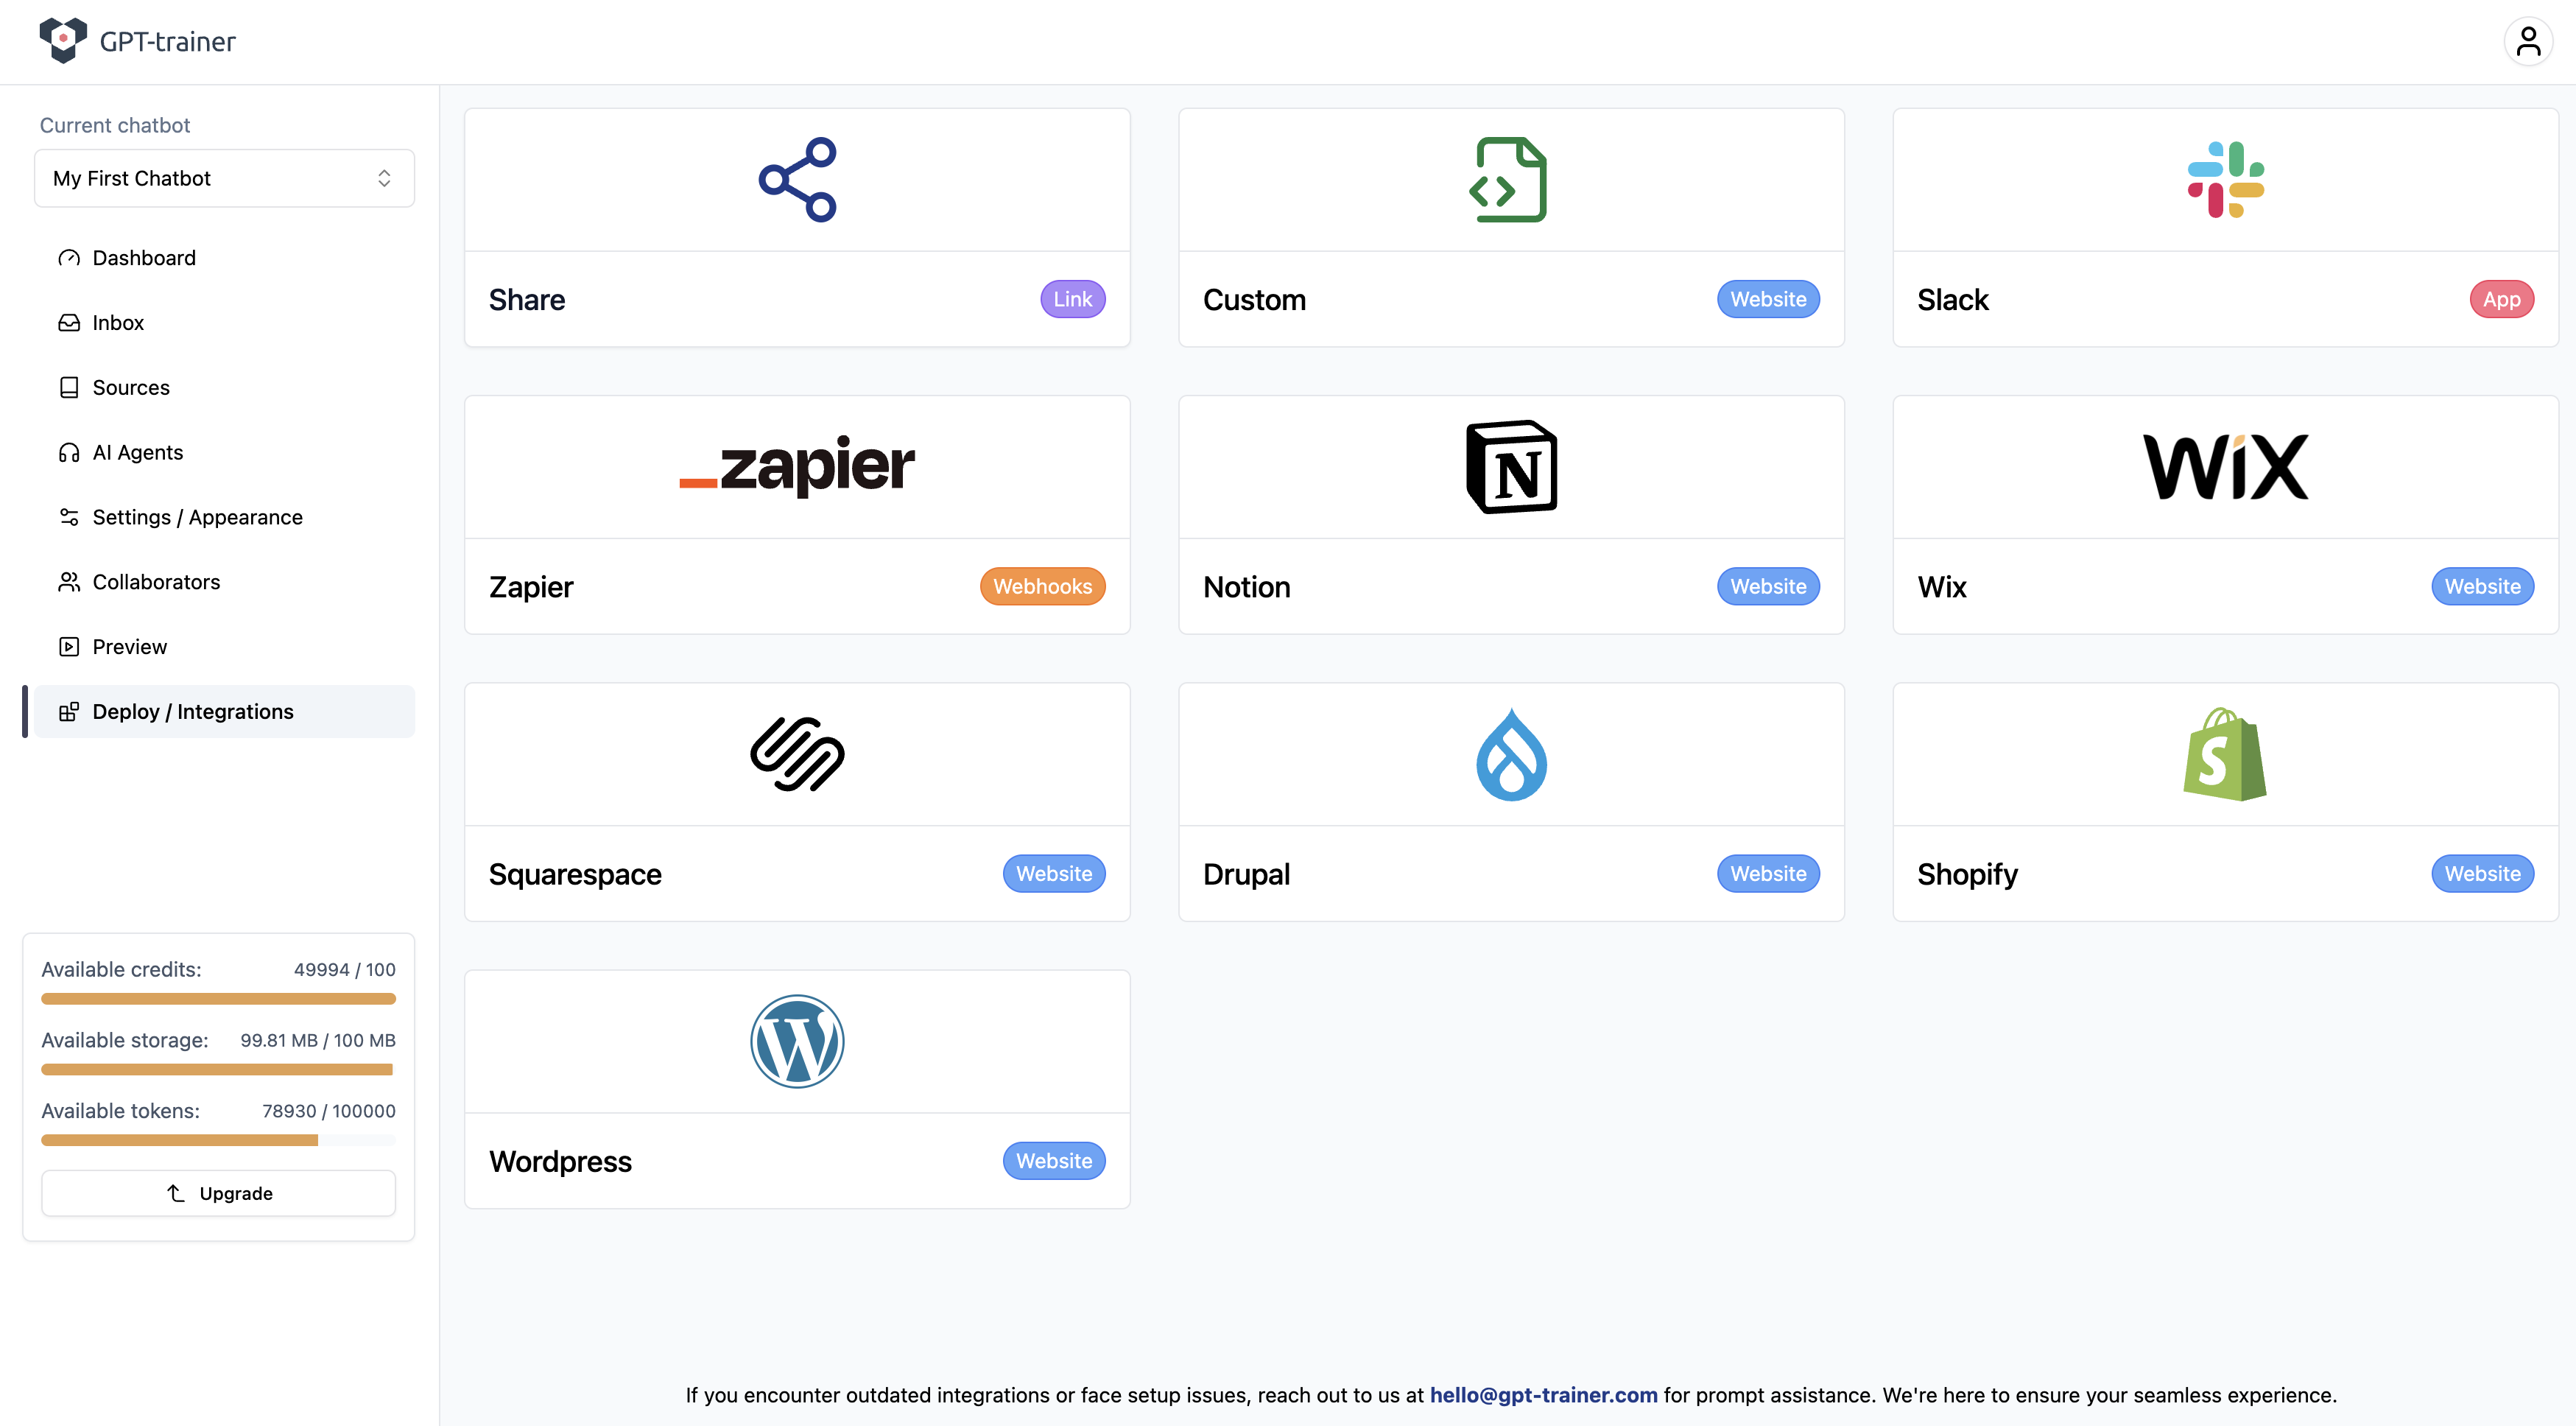 GPT-trainer
Current chatbot
My First Chatbot
Dashboard
Inbox
Sources
AI Agents
Settings / Appearance
Collaborators
Preview
Deploy / Integrations
Available credits: 49994 / 100
Available storage: 99.81 MB / 100 MB
Available tokens: 78930 / 100000
Upgrade
Share Link
Custom Website
Slack App
zapier
Zapier Webhooks
N
Notion Website
WiX
Wix Website
Squarespace Website
Drupal Website
S
Shopify Website
W
Wordpress Website
If you encounter outdated integrations or face setup issues, reach out to us at hello@gpt-trainer.com for prompt assistance. We're here to ensure your seamless experience.